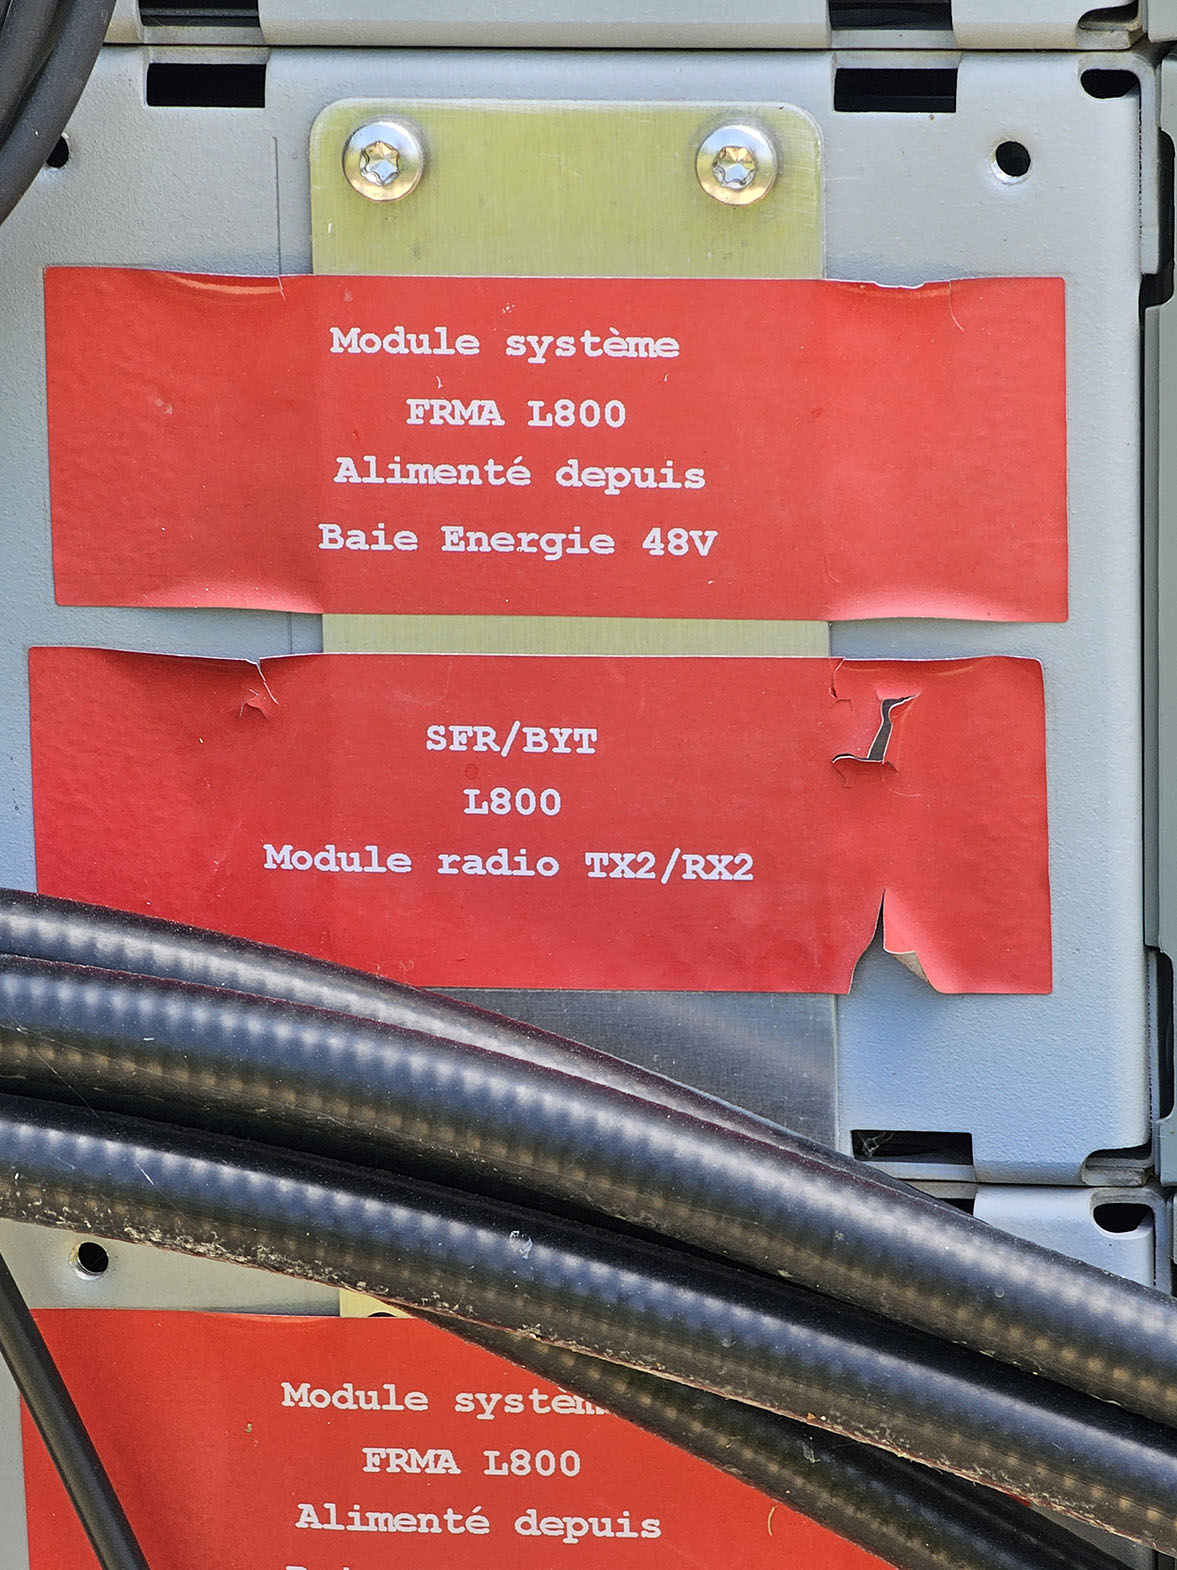 Module système
FRMA L800
Alimenté depuis
Baie Energie 48V
SFR/BYT
L800
Module radio TX2/RX2
Module
FRMA L800
Alimenté depuis